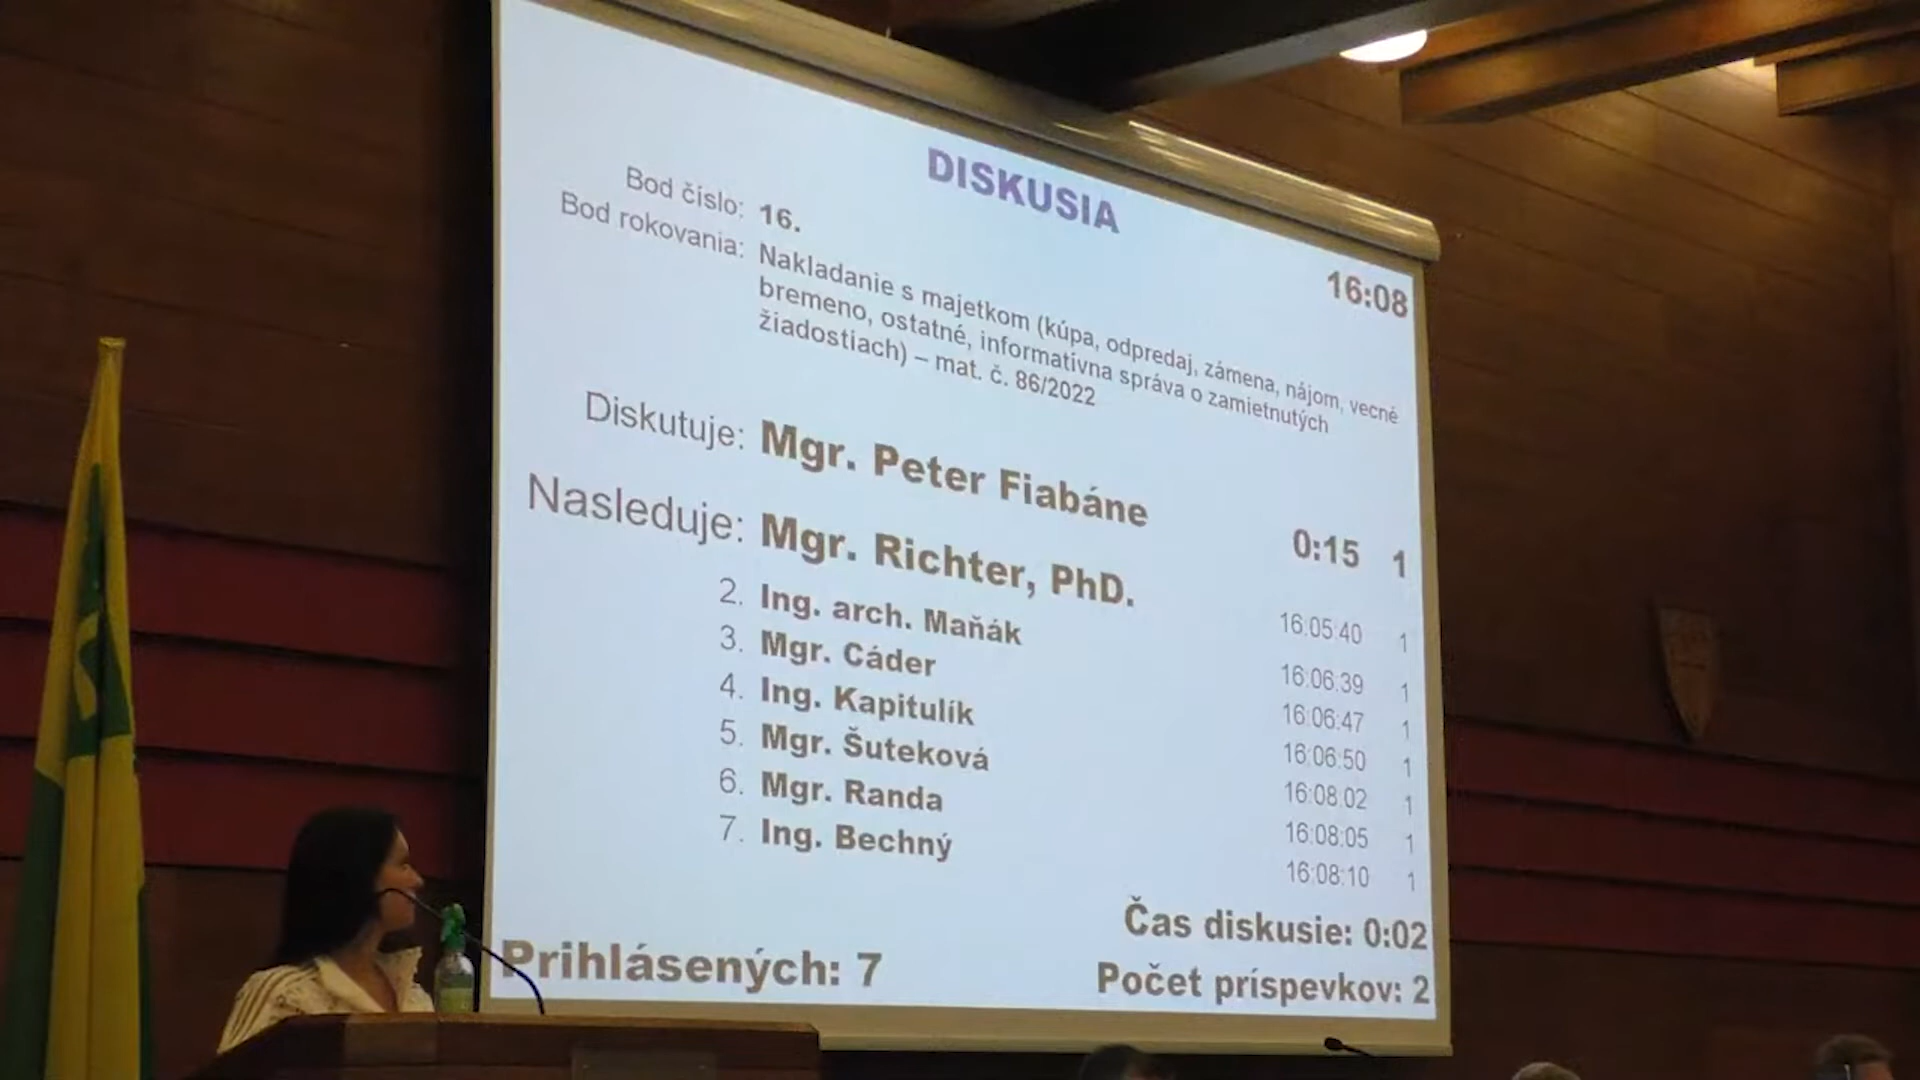 DISKUSIA
16:08
Bod číslo: 16.
Bod rokovania: Nakladanie s majetkom (kúpa, odpredaj, zámena, nájom, vecné
bremeno, ostatné, informatívna správa o zamietnutých
žiadostiach) – mat. č. 86/2022
Diskutuje: Mgr. Peter Fiabáne 0:15 1
Nasleduje: Mgr. Richter, PhD. 16:05:40 1
2. Ing. arch. Maňák 16:06:39 1
3. Mgr. Cáder 16:06:47 1
4. Ing. Kapitulík 16:06:50 1
5. Mgr. Šuteková 16:08:02 1
6. Mgr. Randa 16:08:05 1
7. Ing. Bechný 16:08:10 1
Čas diskusie: 0:02
Prihlásených: 7
Počet príspevkov: 2